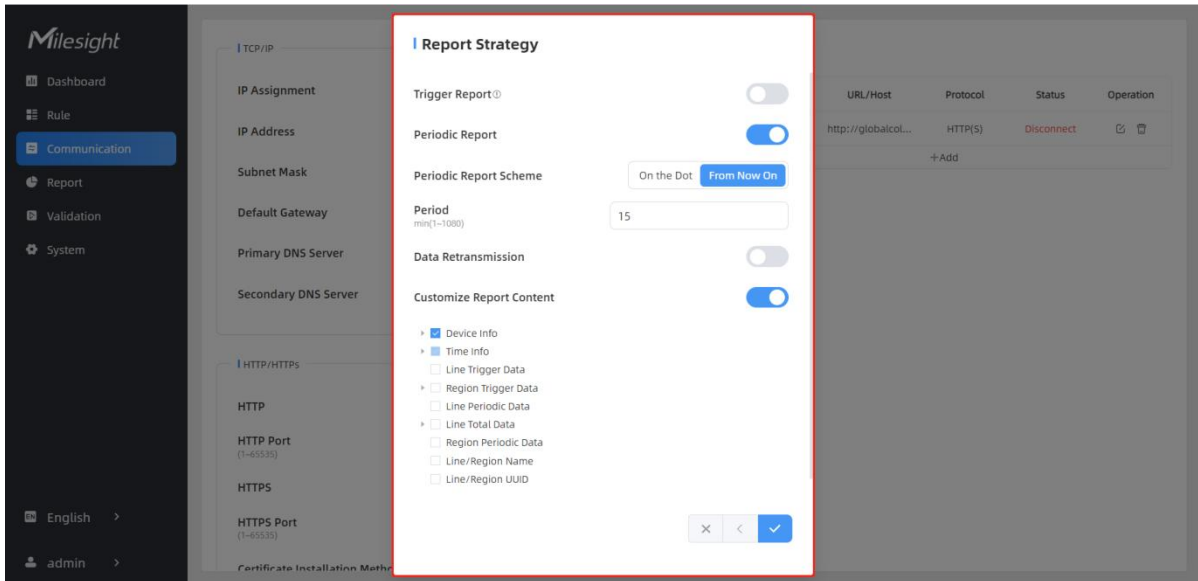 Milesight
Dashboard
Rule
Communication
Report
Validation
System
EN English >
admin >
TCP/IP
IP Assignment
IP Address
Subnet Mask
Default Gateway
Primary DNS Server
Secondary DNS Server
HTTP/HTTPs
HTTP
HTTP Port
(1~65535)
HTTPS
HTTPS Port
(1~65535)
Certificate Installation Metho
Report Strategy
Trigger Report
Periodic Report
Periodic Report Scheme On the Dot From Now On
Period 15
min(1~1080)
Data Retransmission
Customize Report Content
Device Info
Time Info
Line Trigger Data
Region Trigger Data
Line Periodic Data
Line Total Data
Region Periodic Data
Line/Region Name
Line/Region UUID
URL/Host Protocol Status Operation
http://globalcol... HTTP(S) Disconnect
+Add